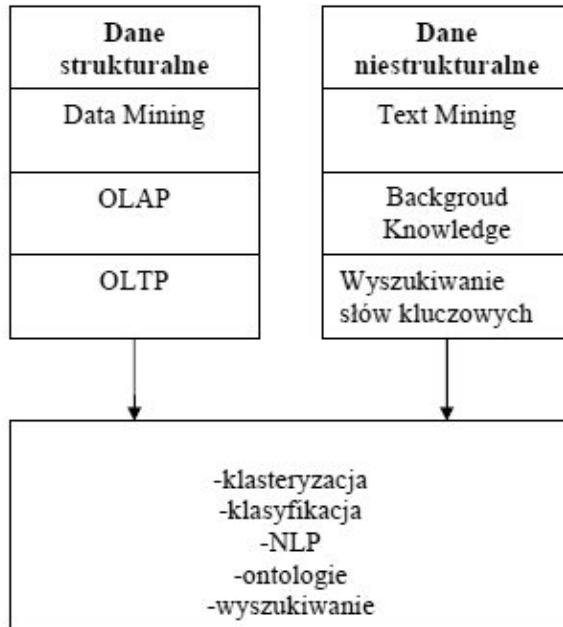 Dane
strukturalne
Data Mining
OLAP
OLTP
Dane
niestrukturalne
Text Mining
Backgroud
Knowledge
Wyszukiwanie
słów kluczowych
-klasteryzacja
-klasyfikacja
-NLP
-ontologie
-wyszukiwanie